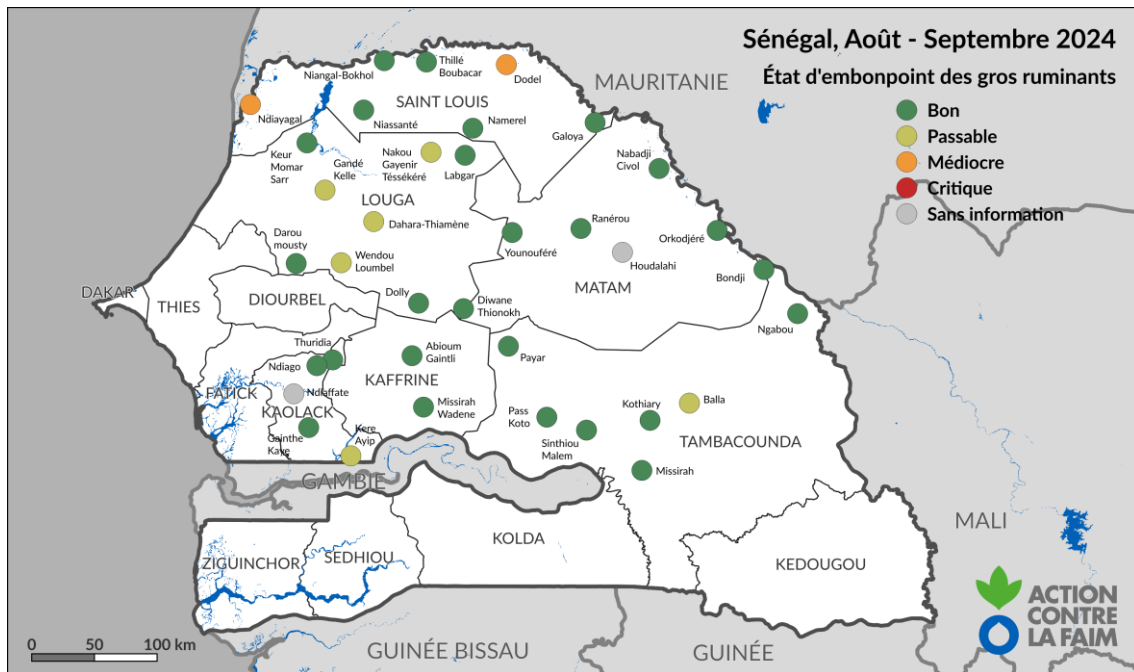 Sénégal, Août - Septembre 2024
État d'embonpoint des gros ruminants
Bon
Passable
Médiocre
Critique
Sans information
MAURITANIE
Niangal-Bokhol
Thillé
Boubacar
Dodel
SAINT LOUIS
Ndiayagal
Niassanté
Namerel
Galoya
Keur
Momar
Sarr
Gandé
Kelle
Nakou
Gayenir
Téssékéré
Labgar
Nabadji
Civol
LOUGA
Dahara-Thiamène
Ranérou
Younouféré
Orkodjéré
Houdalahi
Darou
mousty
Wendou
Loumbel
Bondji
MATAM
DAKAR
THIES
DIOURBEL
Dolly
Diwane
Thionokh
Ngabou
Thuridia
Ndiago
Abioum
Gaintli
Payar
KAFFRINE
FATICK
Ndiaffate
KAOLACK
Missirah
Wadene
Pass
Koto
Kothiary
Balla
Gainthe
Kaye
Kere
Ayip
Sinthiou
Malem
TAMBACOUNDA
Missirah
GAMBIE
MALI
KOLDA
ZIGUINCHOR
SEDHIOU
KEDOUGOU
GUINÉE BISSAU
GUINÉE
0 50 100 km
ACTION
CONTRE
LA FAIM